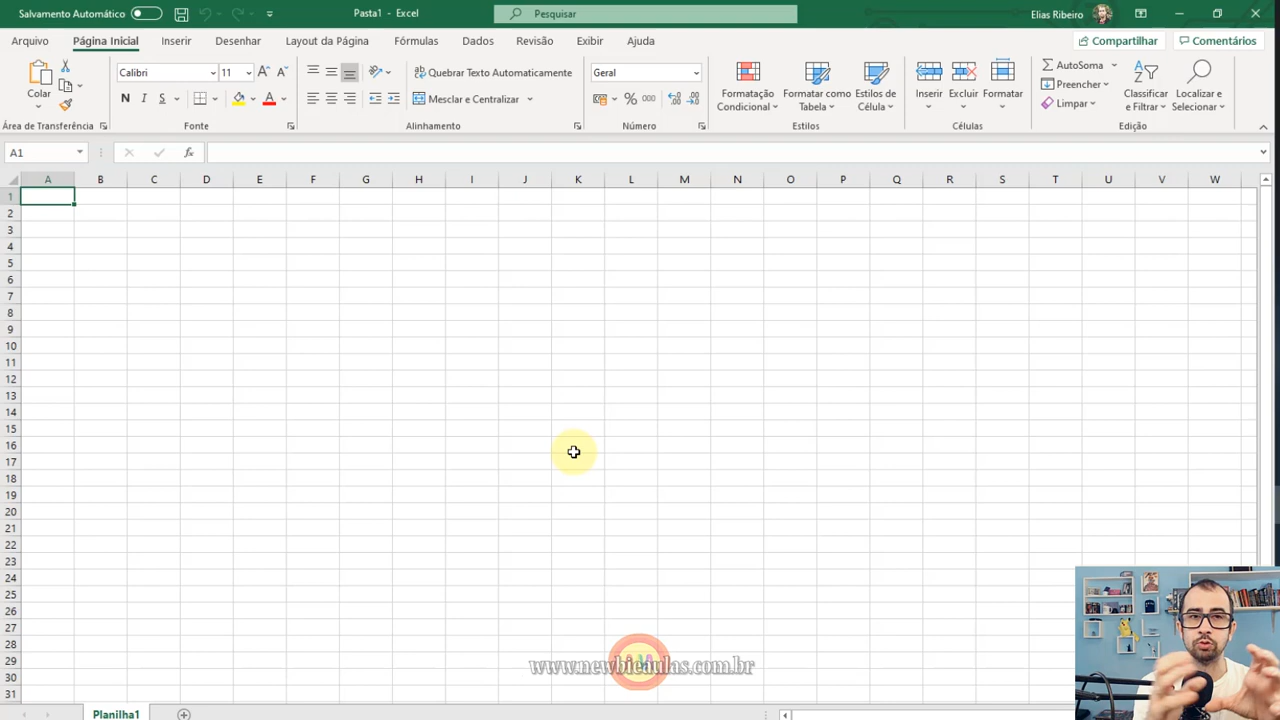 Salvamento Automático
Pasta1 - Excel
Pesquisar
Elias Ribeiro
Arquivo
Página Inicial
Inserir
Desenhar
Layout da Página
Fórmulas
Dados
Revisão
Exibir
Ajuda
Compartilhar
Comentários
Colar
Calibri
11
N I S
Quebrar Texto Automaticamente
Mesclar e Centralizar
Geral
% 000
Formatação Condicional
Formatar como Tabela
Estilos de Célula
Inserir
Excluir
Formatar
AutoSoma
Preencher
Limpar
Classificar e Filtrar
Localizar e Selecionar
Área de Transferência
Fonte
Alinhamento
Número
Estilos
Células
Edição
A1
fx
A B C D E F G H I J K L M N O P Q R S T U V W
1
2
3
4
5
6
7
8
9
10
11
12
13
14
15
16
17
18
19
20
21
22
23
24
25
26
27
28
29
30
31
www.newbieaulas.com.br
Planilha1